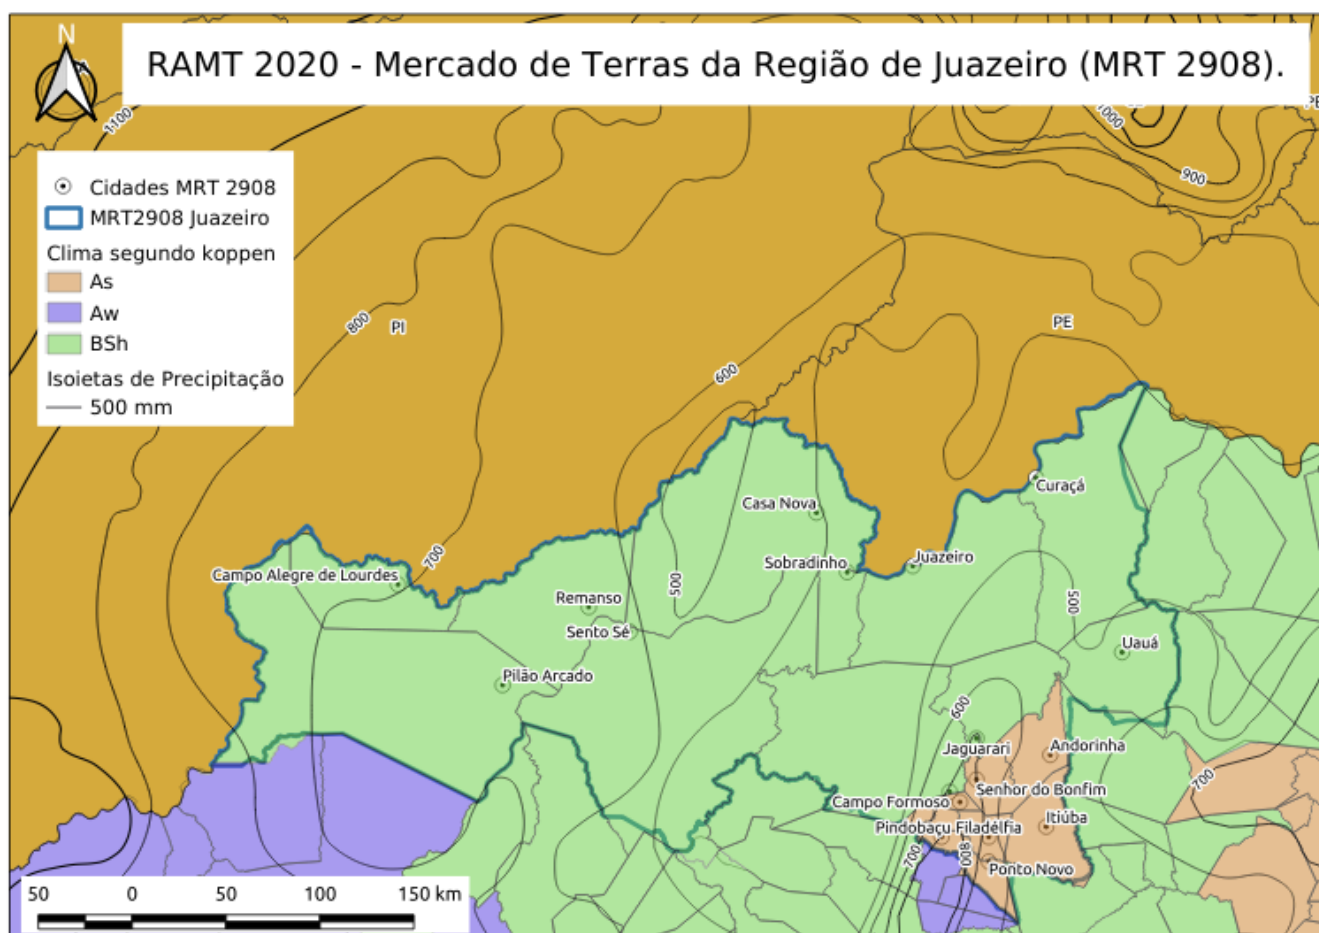 N
RAMT 2020 - Mercado de Terras da Região de Juazeiro (MRT 2908).
1100
1000
900
Cidades MRT 2908
MRT2908 Juazeiro
Clima segundo koppen
As
Aw
BSh
Isoietas de Precipitação
500 mm
800
PI
PE
600
Casa Nova
Curaçá
700
Campo Alegre de Lourdes
Sobradinho
Juazeiro
500
500
Remanso
Sento Sé
Uauá
Pilão Arcado
600
Jaguarari
Andorinha
700
Senhor do Bonfim
Campo Formoso
Itiúba
Pindobaçu
Filadélfia
700
800
Ponto Novo
50 0 50 100 150 km